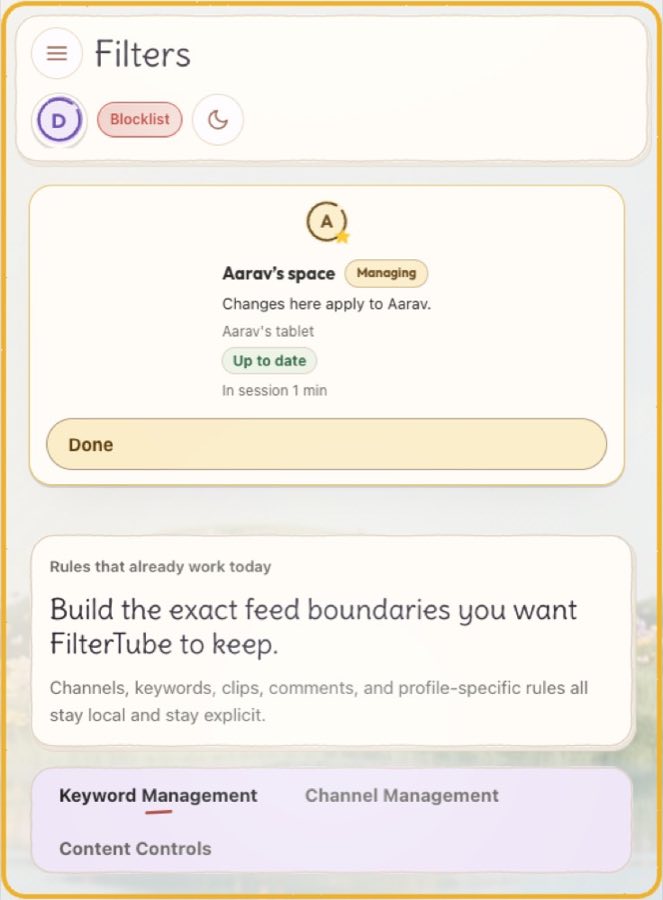 Filters
D
Blocklist
A
Aarav's space
Managing
Changes here apply to Aarav.
Aarav's tablet
Up to date
In session 1 min
Done
Rules that already work today
Build the exact feed boundaries you want
FilterTube to keep.
Channels, keywords, clips, comments, and profile-specific rules all
stay local and stay explicit.
Keyword Management
Channel Management
Content Controls